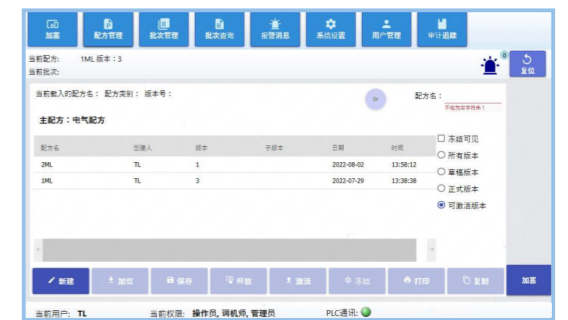 加塞 配方管理 批次管理 批次查询 报警消息 系统设置 用户管理 审计追踪
当前配方: 1ML 版本：3
当前批次:
0
复位
当前载入的配方名： 配方类别： 版本号：
配方名：
不能为空字符串！
主配方：电气配方
配方名 创建人 版本 子版本 日期 时间
2ML TL 1 2022-08-02 13:58:12
1ML TL 3 2022-07-29 13:38:38
冻结可见
所有版本
草稿版本
正式版本
可激活版本
新建 加载 保存 释放 激活 冻结 打印 复制 加塞
当前用户: TL 当前权限: 操作员, 调机师, 管理员 PLC通讯: